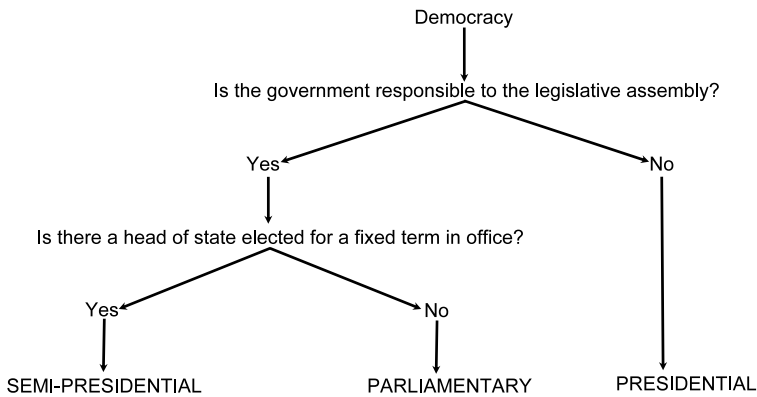 Democracy
Is the government responsible to the legislative assembly?
Yes
No
Is there a head of state elected for a fixed term in office?
Yes
No
SEMI-PRESIDENTIAL
PARLIAMENTARY
PRESIDENTIAL